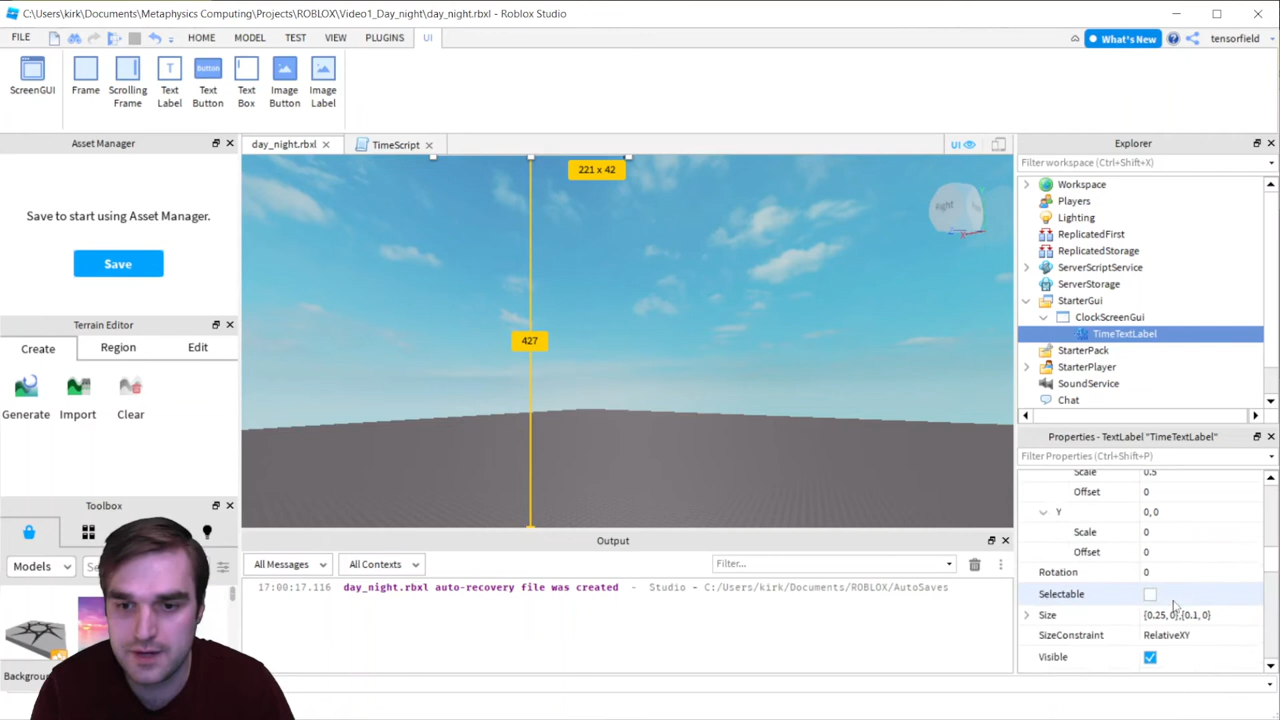 C:\Users\kirk\Documents\Metaphysics Computing\Projects\ROBLOX\Video1_Day_night\day_night.rbxl - Roblox Studio
FILE HOME MODEL TEST VIEW PLUGINS UI What's New tensorfield
ScreenGUI Frame Scrolling Frame Text Label Text Button Text Box Image Button Image Label
Button
Asset Manager
day_night.rbxl TimeScript UI
Explorer
Filter workspace (Ctrl+Shift+X)
221 x 42
Right
427
Save to start using Asset Manager.
Save
Workspace
Players
Lighting
ReplicatedFirst
ReplicatedStorage
ServerScriptService
ServerStorage
StarterGui
ClockScreenGui
TimeTextLabel
StarterPack
StarterPlayer
SoundService
Chat
Terrain Editor
Create Region Edit
Generate Import Clear
Properties - TextLabel "TimeTextLabel"
Filter Properties (Ctrl+Shift+P)
Scale 0.5
Offset 0
Y 0, 0
Scale 0
Offset 0
Rotation 0
Selectable
Size {0.25, 0},{0.1, 0}
SizeConstraint RelativeXY
Visible
Toolbox
Models
Output
All Messages All Contexts Filter...
17:00:17.116 day_night.rbxl auto-recovery file was created - Studio - C:/Users/kirk/Documents/ROBLOX/AutoSaves